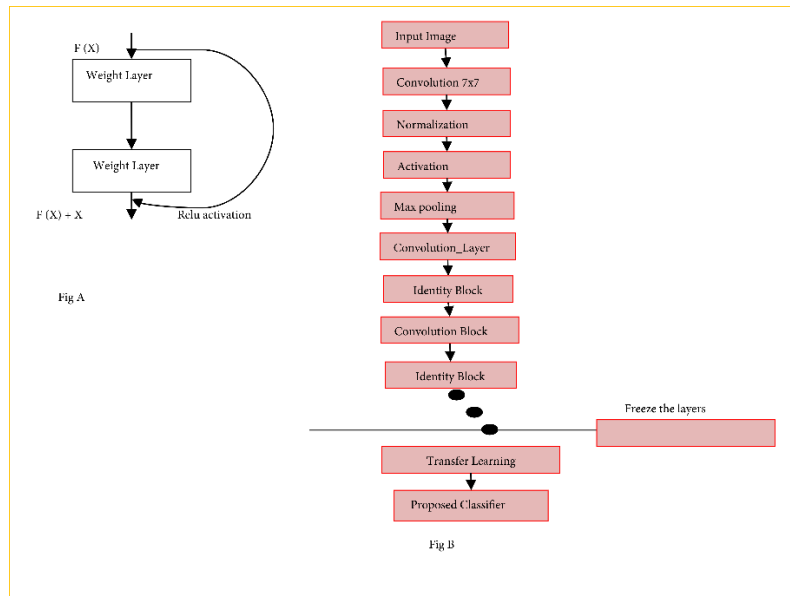 F (X)
Weight Layer
Weight Layer
F (X) + X
Relu activation
Fig A
Input Image
Convolution 7x7
Normalization
Activation
Max pooling
Convolution_Layer
Identity Block
Convolution Block
Identity Block
Freeze the layers
Transfer Learning
Proposed Classifier
Fig B